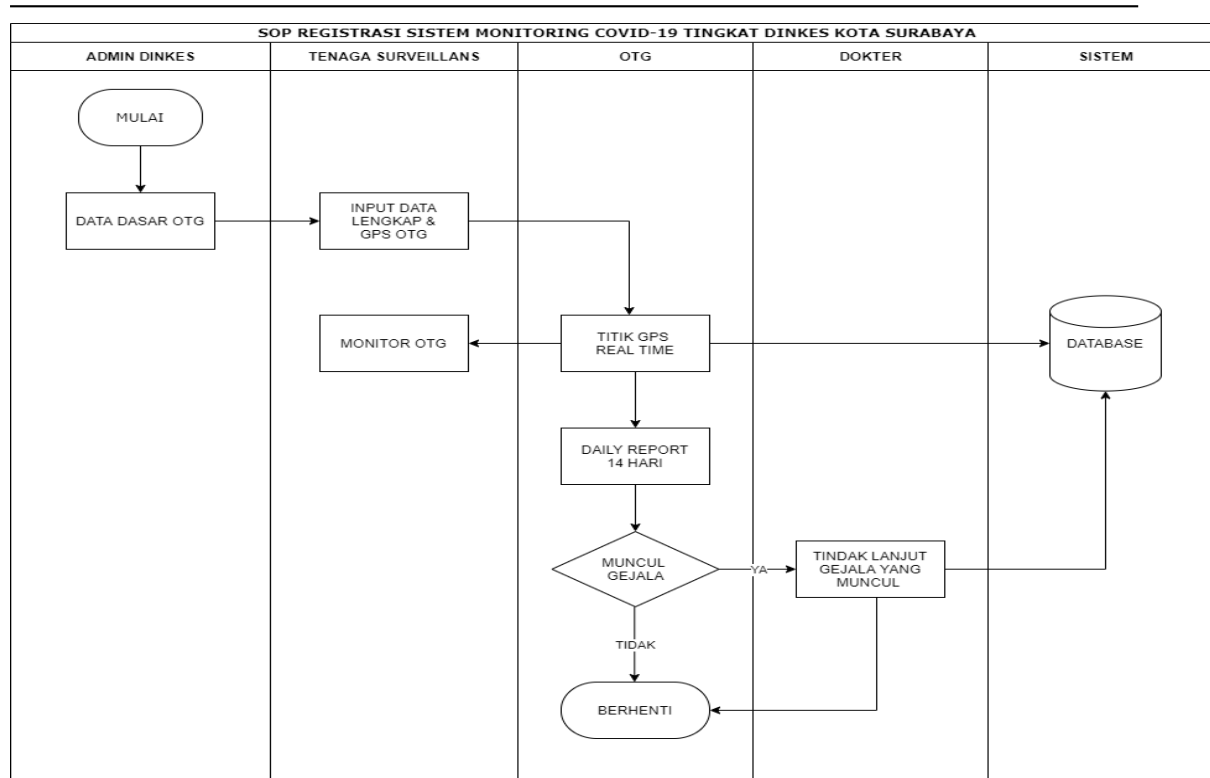 SOP REGISTRASI SISTEM MONITORING COVID-19 TINGKAT DINKES KOTA SURABAYA
ADMIN DINKES
TENAGA SURVEILLANS
OTG
DOKTER
SISTEM
MULAI
DATA DASAR OTG
INPUT DATA
LENGKAP &
GPS OTG
MONITOR OTG
TITIK GPS
REAL TIME
DATABASE
DAILY REPORT
14 HARI
MUNCUL
GEJALA
YA
TINDAK LANJUT
GEJALA YANG
MUNCUL
TIDAK
BERHENTI